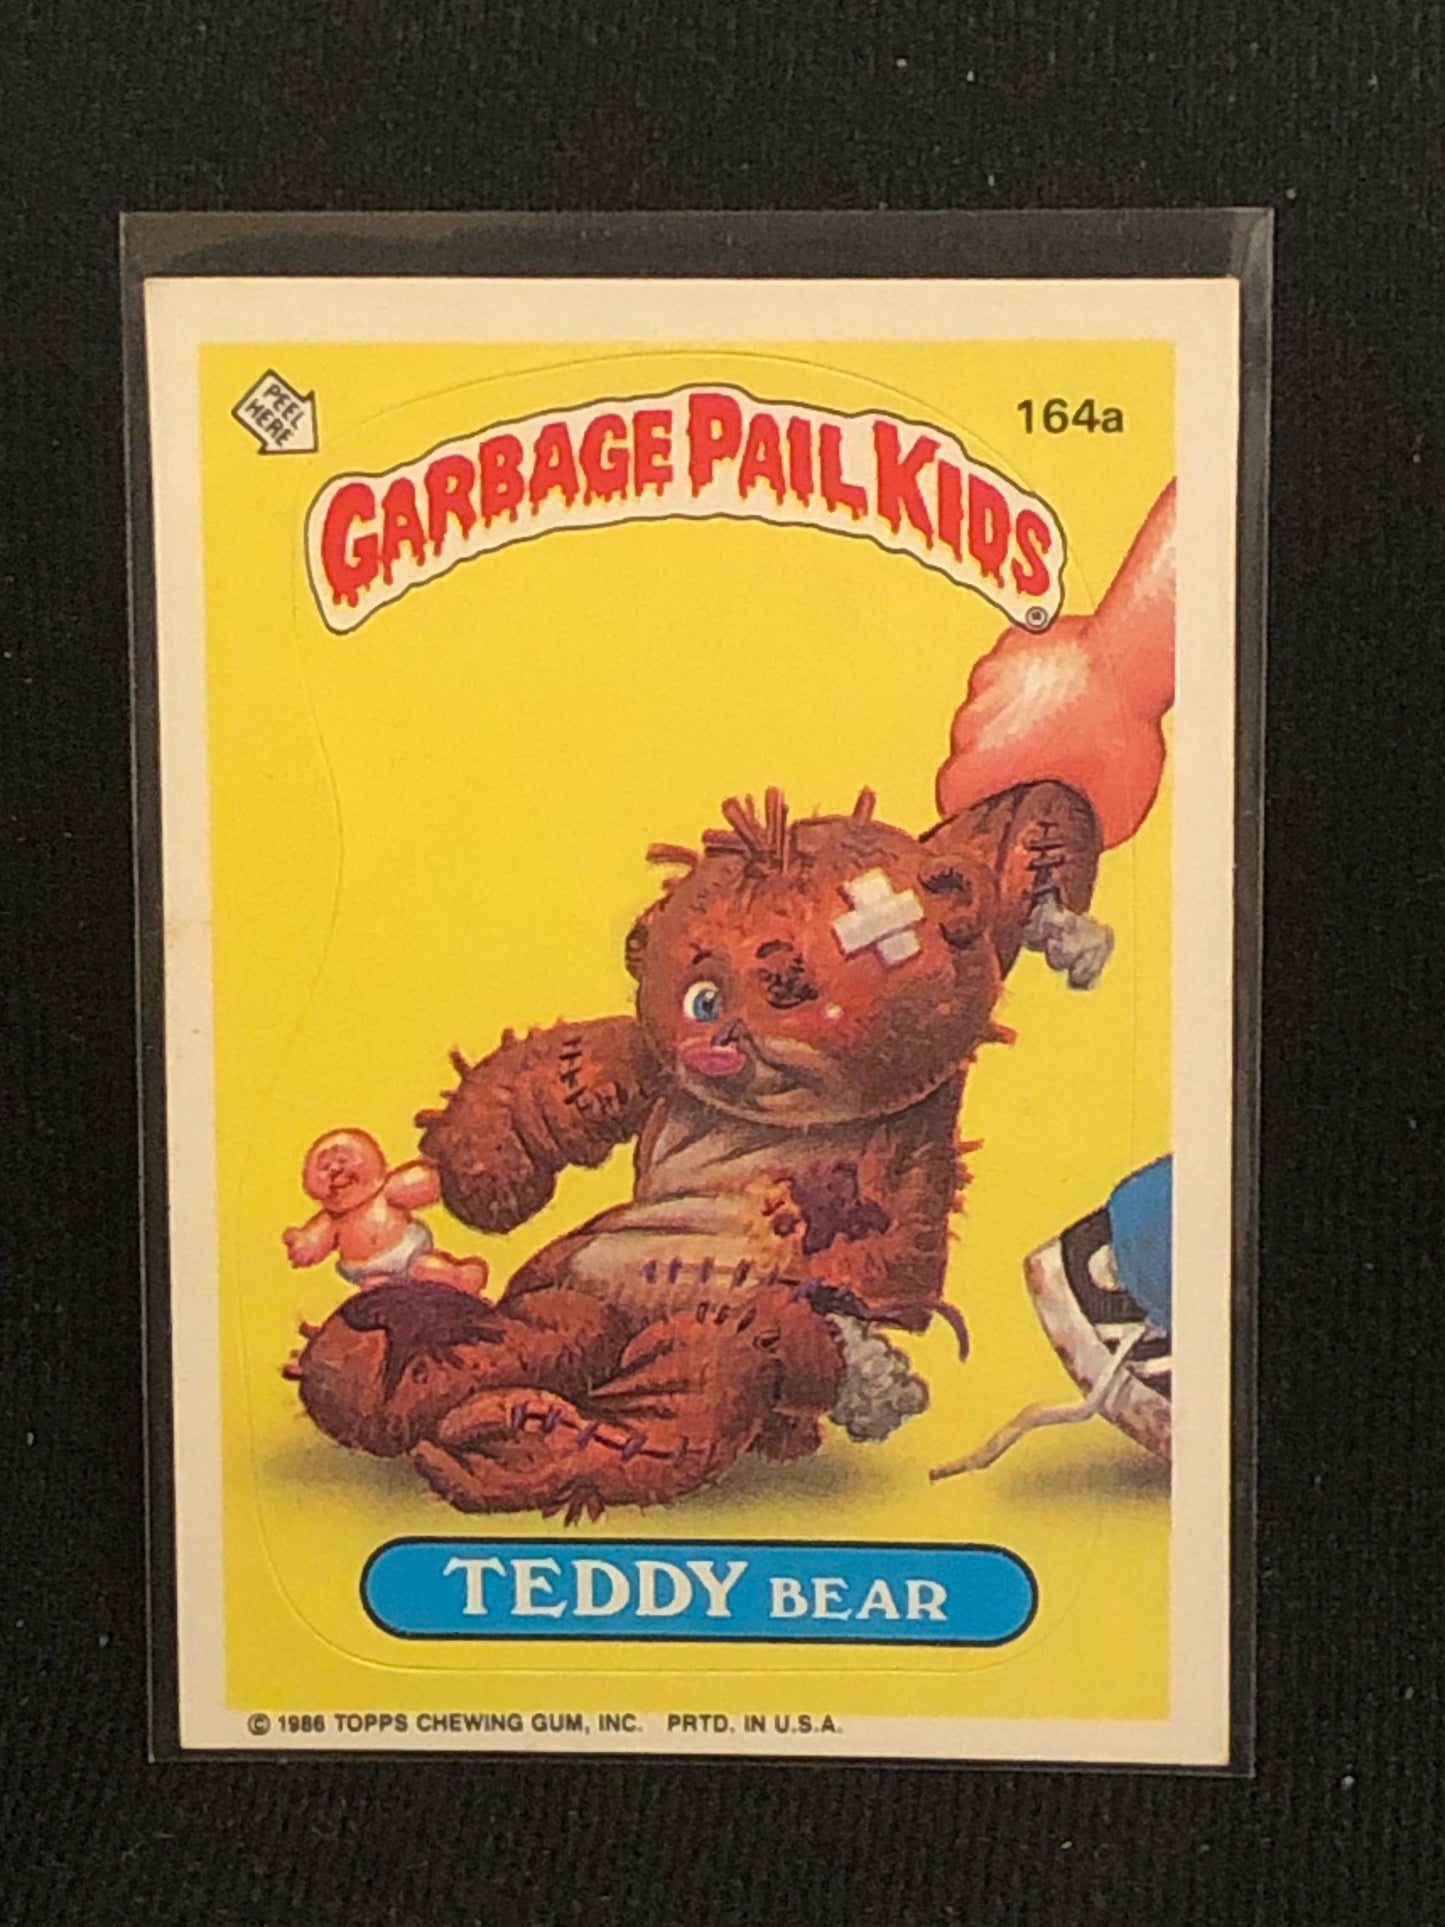 PEEL
HERE
164a
GARBAGE PAIL KIDS
®
TEDDY BEAR
© 1986 TOPPS CHEWING GUM, INC. PRTD. IN U.S.A.